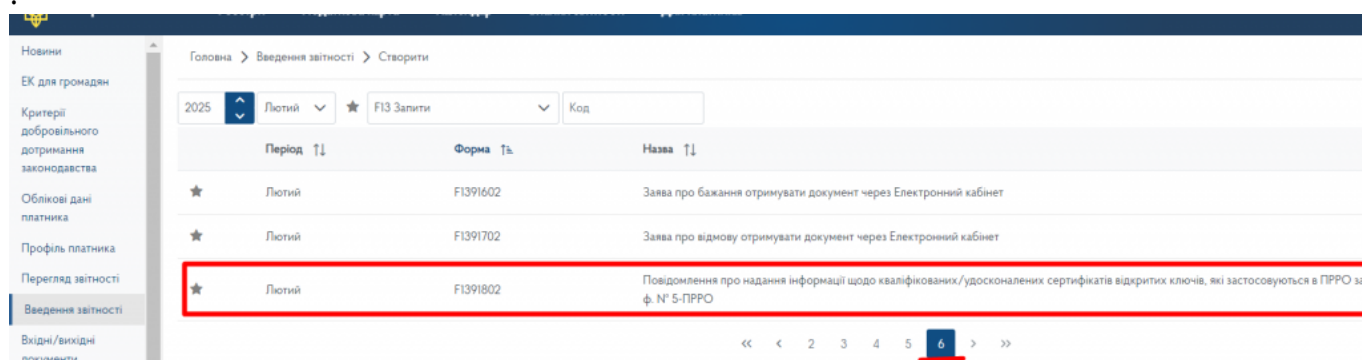 Новини
ЕК для громадян
Критерії
добровільного
дотримання
законодавства
Облікові дані
платника
Профіль платника
Перегляд звітності
Введення звітності
Вхідні/вихідні
документи
Головна > Введення звітності > Створити
2025 Лютий F13 Запити Код
Період Форма Назва
Лютий F1391602 Заява про бажання отримувати документ через Електронний кабінет
Лютий F1391702 Заява про відмову отримувати документ через Електронний кабінет
Лютий F1391802 Повідомлення про надання інформації щодо кваліфікованих/удосконалених сертифікатів відкритих ключів, які застосовуються в ПРРО за
ф. № 5-ПРРО
<< < 2 3 4 5 6 > >>